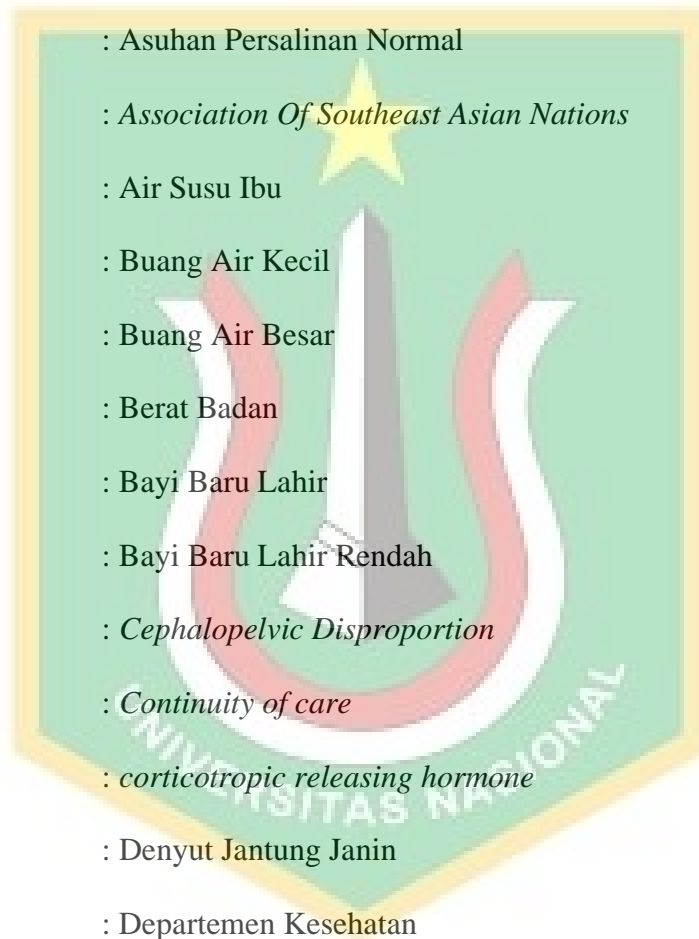 : Asuhan Persalinan Normal
: Association Of Southeast Asian Nations
: Air Susu Ibu
: Buang Air Kecil
: Buang Air Besar
: Berat Badan
: Bayi Baru Lahir
: Bayi Baru Lahir Rendah
: Cephalopelvic Disproportion
: Continuity of care
: corticotropic releasing hormone
: Denyut Jantung Janin
: Departemen Kesehatan
UNIVERSITAS NASIONAL